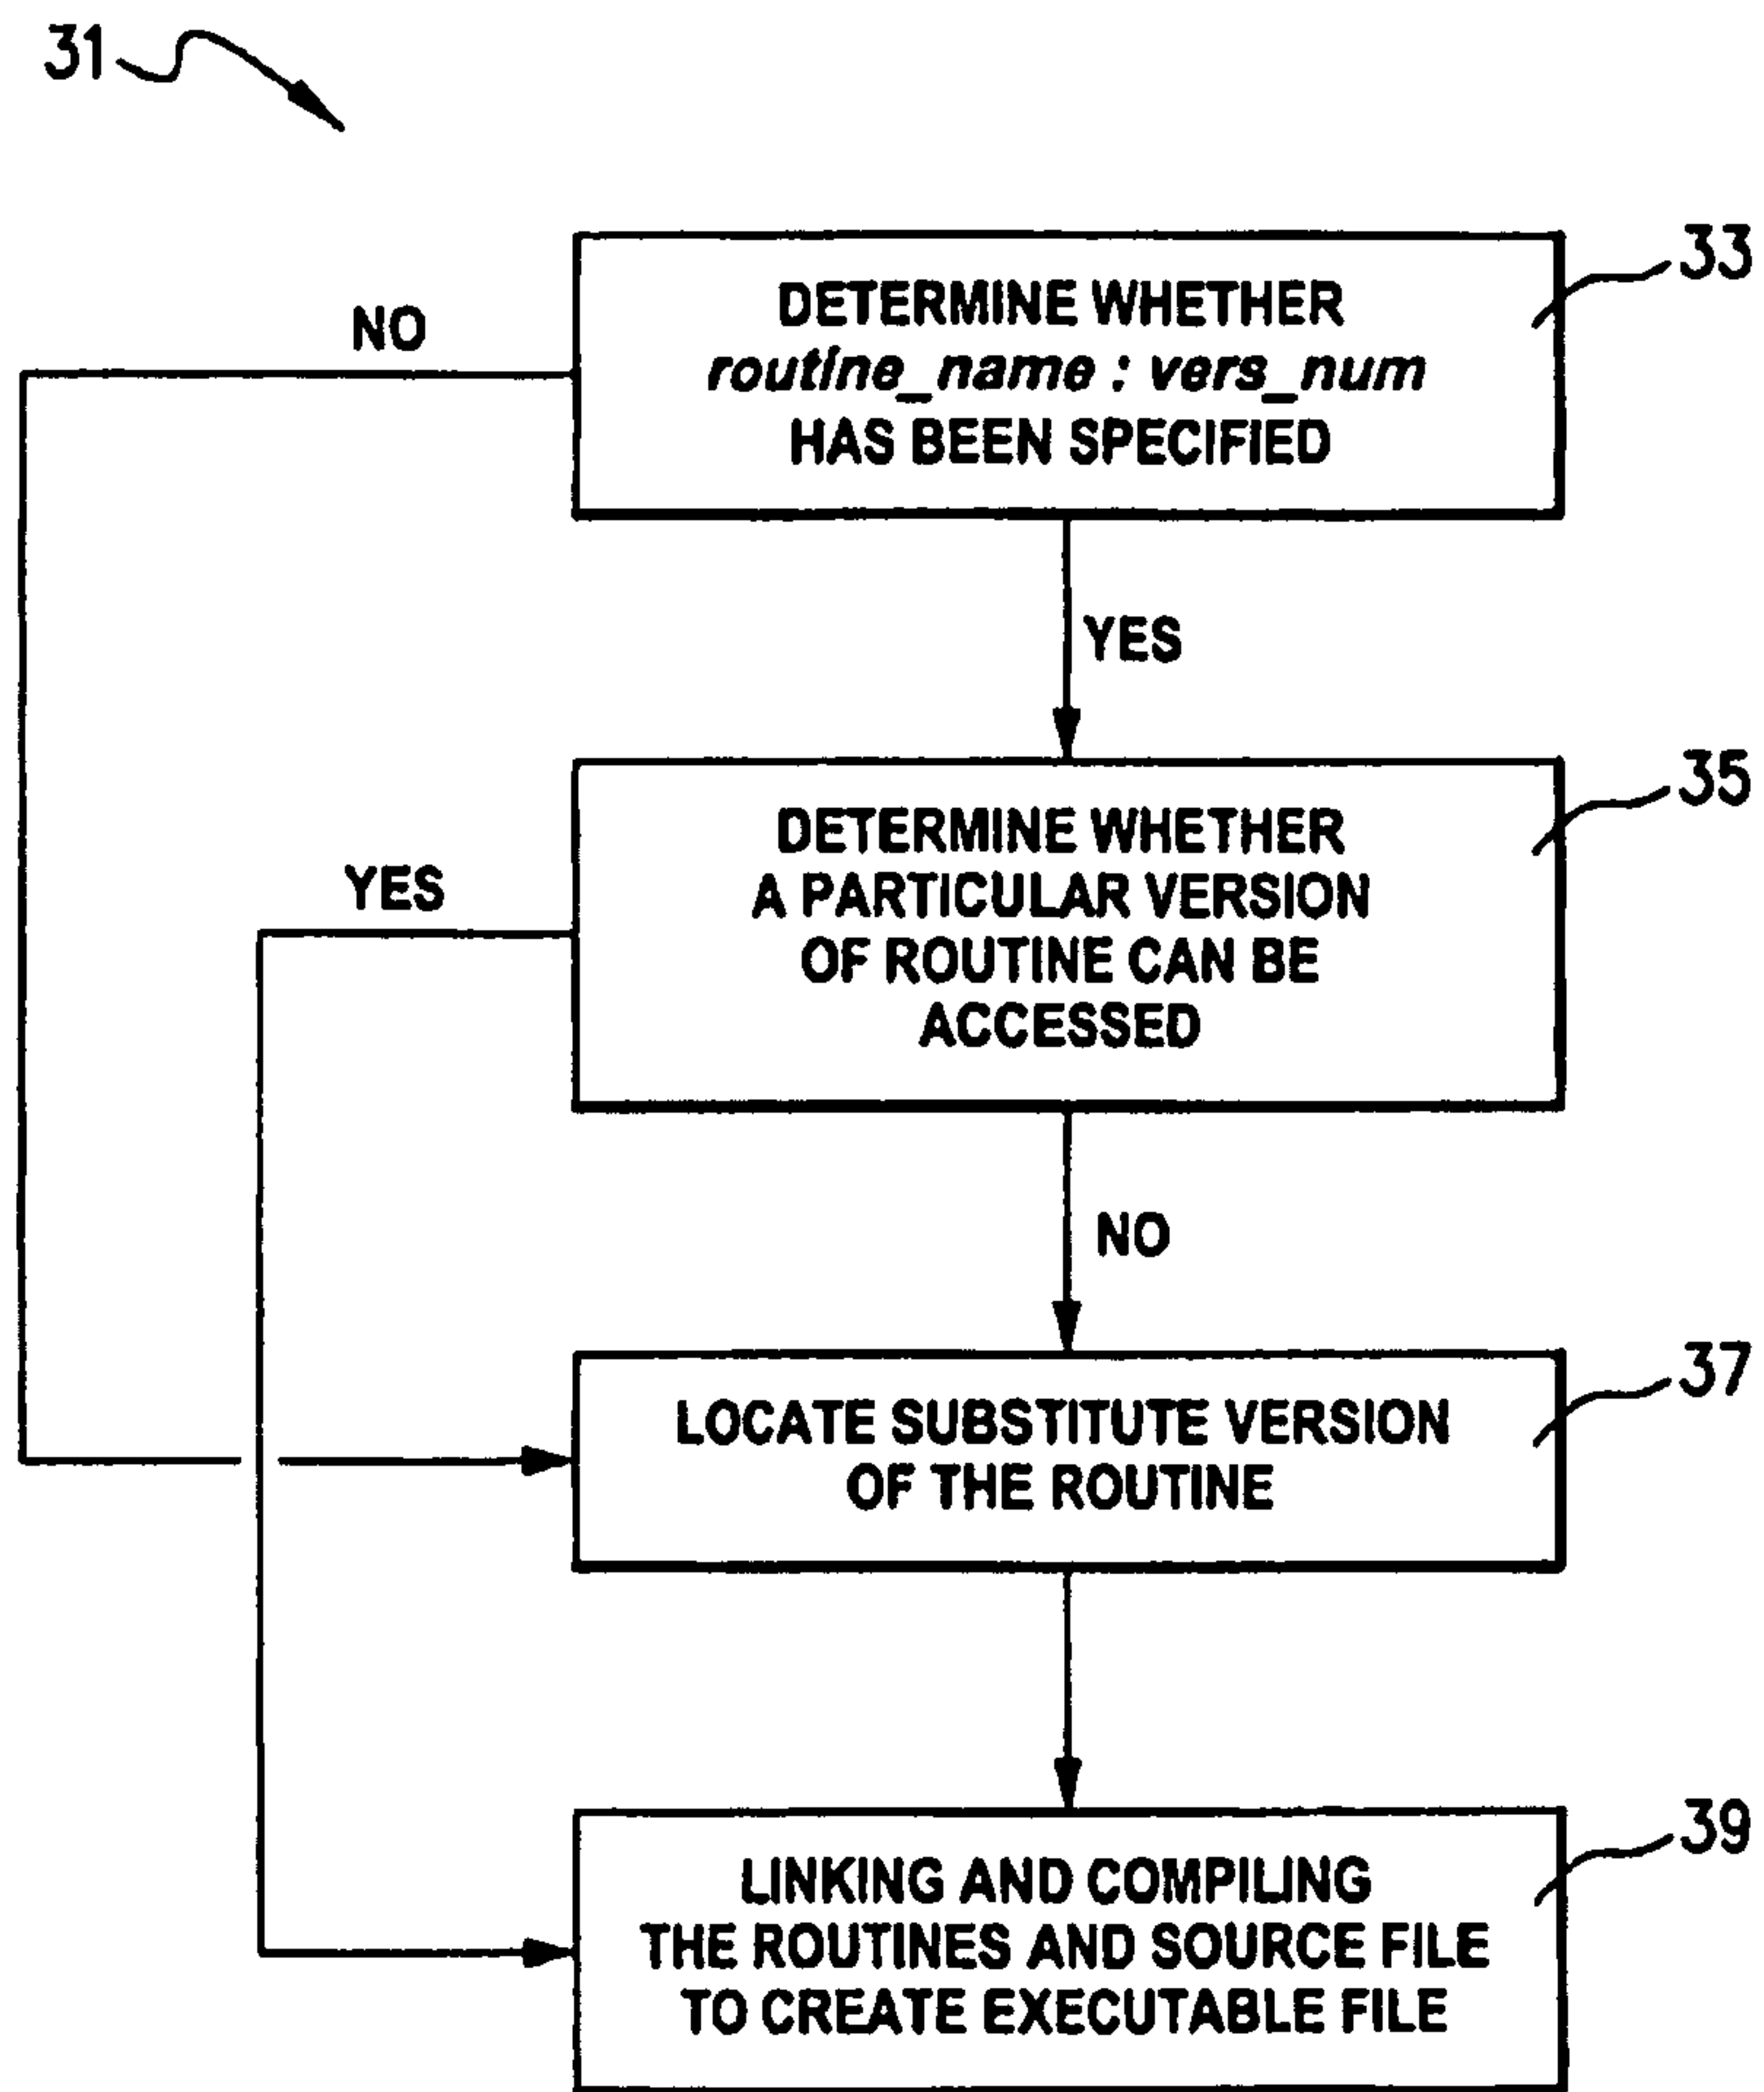 31
33
DETERMINE WHETHER
routine_name : vers_num
HAS BEEN SPECIFIED
NO
YES
35
DETERMINE WHETHER
A PARTICULAR VERSION
OF ROUTINE CAN BE
ACCESSED
YES
NO
37
LOCATE SUBSTITUTE VERSION
OF THE ROUTINE
39
LINKING AND COMPILING
THE ROUTINES AND SOURCE FILE
TO CREATE EXECUTABLE FILE